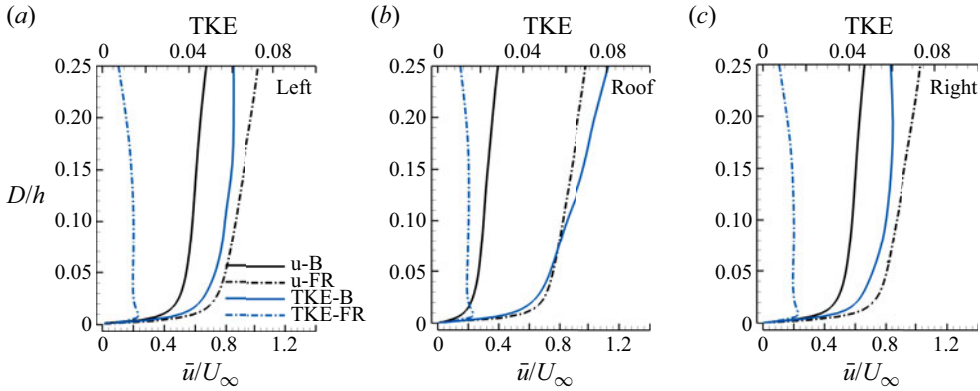 (a) TKE (b) TKE (c) TKE
0 0.04 0.08 0 0.04 0.08 0 0.04 0.08
0.25 0.25 0.25
Left Roof Right
0.20 0.20 0.20
0.15 0.15 0.15
D/h
0.10 0.10 0.10
u-B
0.05 0.05 0.05
u-FR
TKE-B
TKE-FR
0 0 0
0 0.4 0.8 1.2 0 0.4 0.8 1.2 0 0.4 0.8 1.2
ū/U∞ ū/U∞ ū/U∞